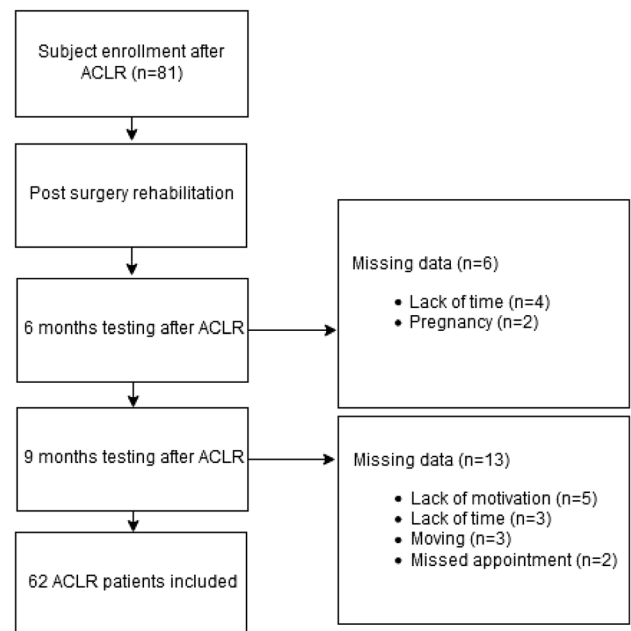 Subject enrollment after
ACLR (n=81)
Post surgery rehabilitation
6 months testing after ACLR
Missing data (n=6)
• Lack of time (n=4)
• Pregnancy (n=2)
9 months testing after ACLR
Missing data (n=13)
• Lack of motivation (n=5)
• Lack of time (n=3)
• Moving (n=3)
• Missed appointment (n=2)
62 ACLR patients included